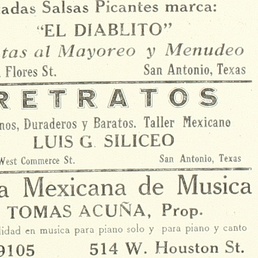 adas Salsas Picantes marca:
"EL DIABLITO"
tas al Mayoreo y Menudeo
Flores St. San Antonio, Texas
RETRATOS
nos, Duraderos y Baratos. Taller Mexicano
LUIS G. SILICEO
West Commerce St. San Antonio, Texas
a Mexicana de Musica
TOMAS ACUÑA, Prop.
lidad en musica para piano solo y para piano y canto
9105 514 W. Houston St.